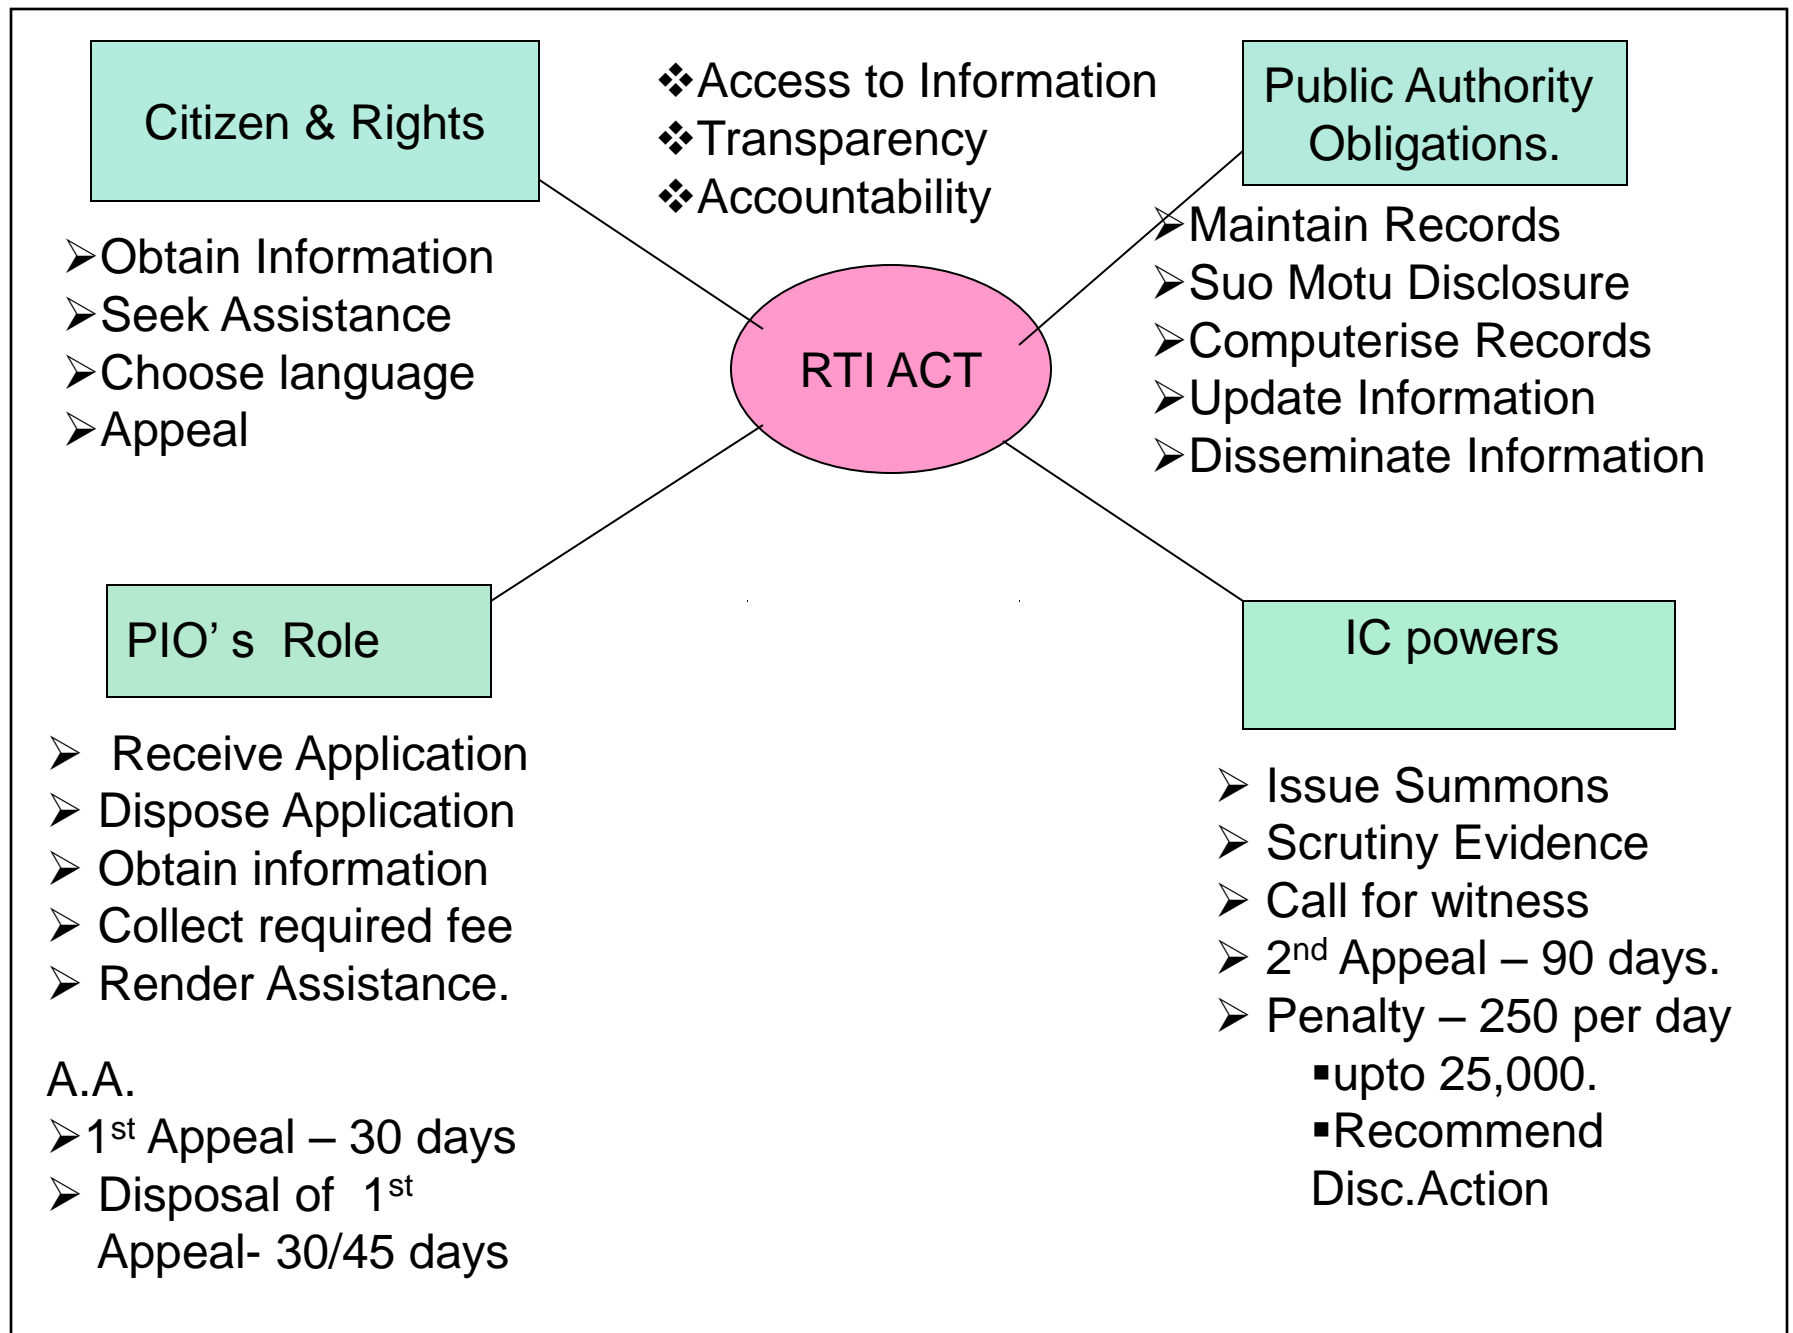 Citizen & Rights
➢Obtain Information
➢Seek Assistance
➢Choose language
➢Appeal
❖Access to Information
❖Transparency
❖Accountability
Public Authority
Obligations.
➢Maintain Records
➢Suo Motu Disclosure
➢Computerise Records
➢Update Information
➢Disseminate Information
RTI ACT
PIO’ s Role
➢ Receive Application
➢ Dispose Application
➢ Obtain information
➢ Collect required fee
➢ Render Assistance.
A.A.
➢1st Appeal – 30 days
➢ Disposal of 1st
Appeal- 30/45 days
IC powers
➢ Issue Summons
➢ Scrutiny Evidence
➢ Call for witness
➢ 2nd Appeal – 90 days.
➢ Penalty – 250 per day
▪upto 25,000.
▪Recommend
Disc.Action